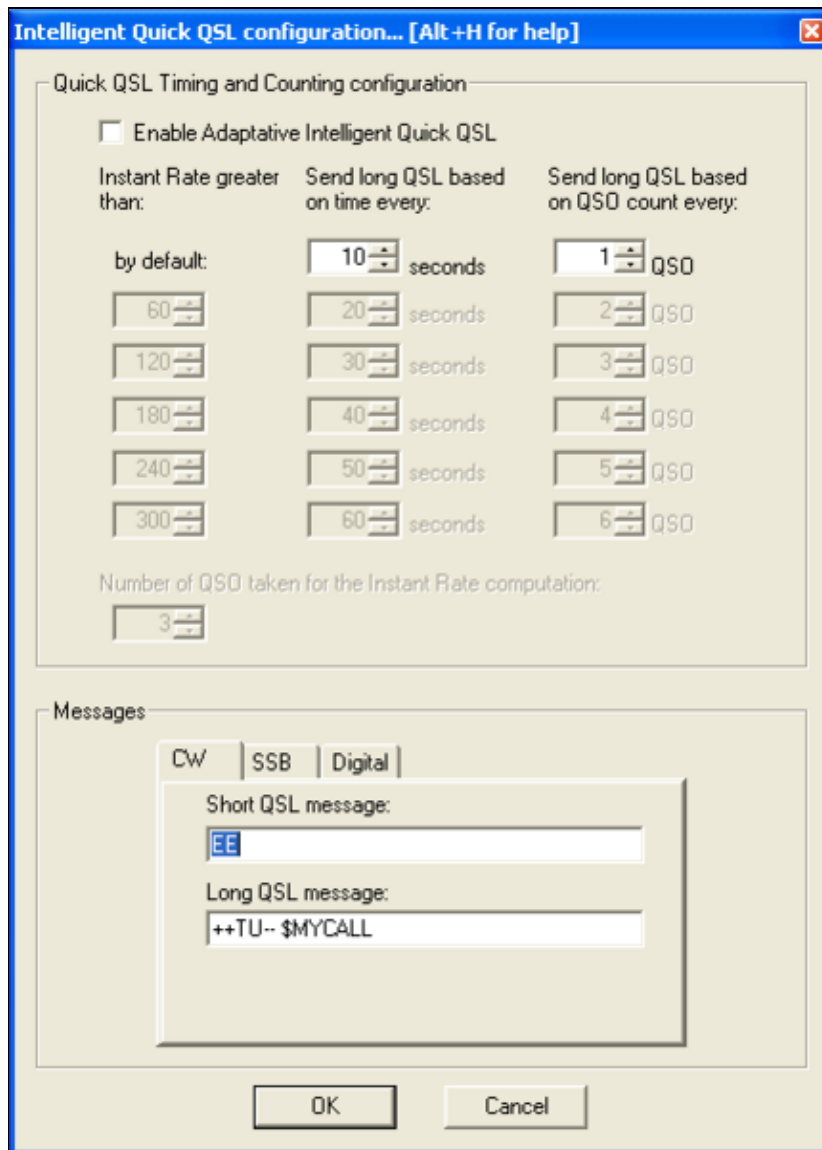 Intelligent Quick QSL configuration... [Alt+H for help]
Quick QSL Timing and Counting configuration
Enable Adaptative Intelligent Quick QSL
Instant Rate greater than:
Send long QSL based on time every:
Send long QSL based on QSO count every:
by default: 10 seconds 1 QSO
60 20 seconds 2 QSO
120 30 seconds 3 QSO
180 40 seconds 4 QSO
240 50 seconds 5 QSO
300 60 seconds 6 QSO
Number of QSO taken for the Instant Rate computation:
3
Messages
CW SSB Digital
Short QSL message:
EE
Long QSL message:
++TU-- $MYCALL
OK Cancel